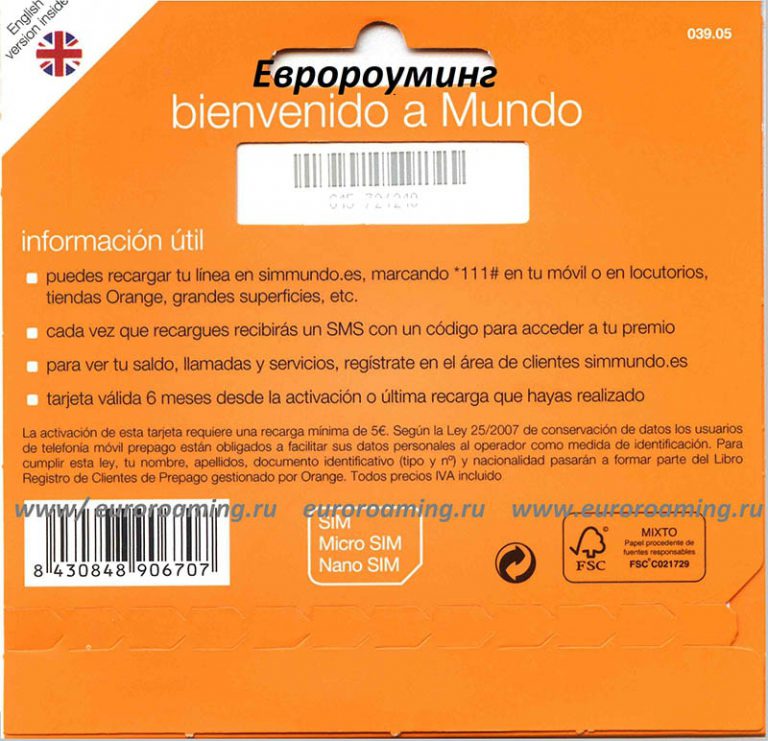 English
version inside
039.05
Евророуминг
bienvenido a Mundo
información útil
puedes recargar tu línea en simmundo.es, marcando *111# en tu móvil o en locutorios,
tiendas Orange, grandes superficies, etc.
cada vez que recargues recibirás un SMS con un código para acceder a tu premio
para ver tu saldo, llamadas y servicios, regístrate en el área de clientes simmundo.es
tarjeta válida 6 meses desde la activación o última recarga que hayas realizado
La activación de esta tarjeta requiere una recarga mínima de 5€. Según la Ley 25/2007 de conservación de datos los usuarios
de telefonía móvil prepago están obligados a facilitar sus datos personales al operador como medida de identificación. Para
cumplir esta ley, tu nombre, apellidos, documento identificativo (tipo y nº) y nacionalidad pasarán a formar parte del Libro
Registro de Clientes de Prepago gestionado por Orange. Todos precios IVA incluido
www.euroroaming.ru euroroaming.ru www.euroroaming.ru
8 430848 906707
SIM
Micro SIM
Nano SIM
FSC
MIXTO
Papel procedente de
fuentes responsables
FSC® C021729